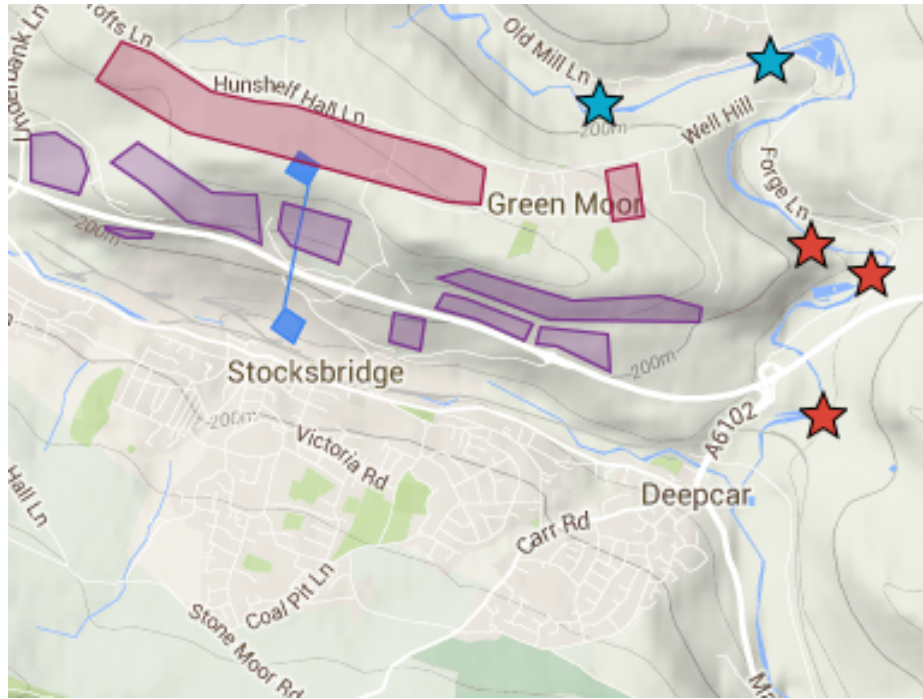 Old Mill Ln
Hunshelf Hall Ln
Well Hill
200m
Forge Ln
Green Moor
200m
200m
Stocksbridge
200m
A6102
Victoria Rd
Deepcar
Hall Ln
Carr Rd
Coal Pit Ln
Stone Moor Rd